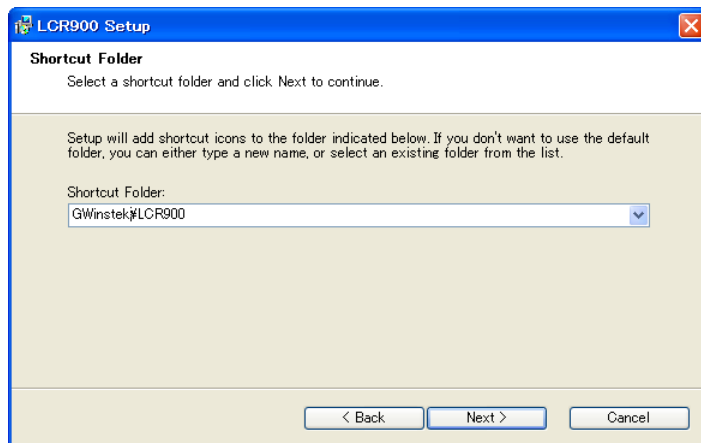 LCR900 Setup
Shortcut Folder
Select a shortcut folder and click Next to continue.
Setup will add shortcut icons to the folder indicated below. If you don't want to use the default
folder, you can either type a new name, or select an existing folder from the list.
Shortcut Folder:
GWinstekj¥LCR900
< Back
Next >
Cancel